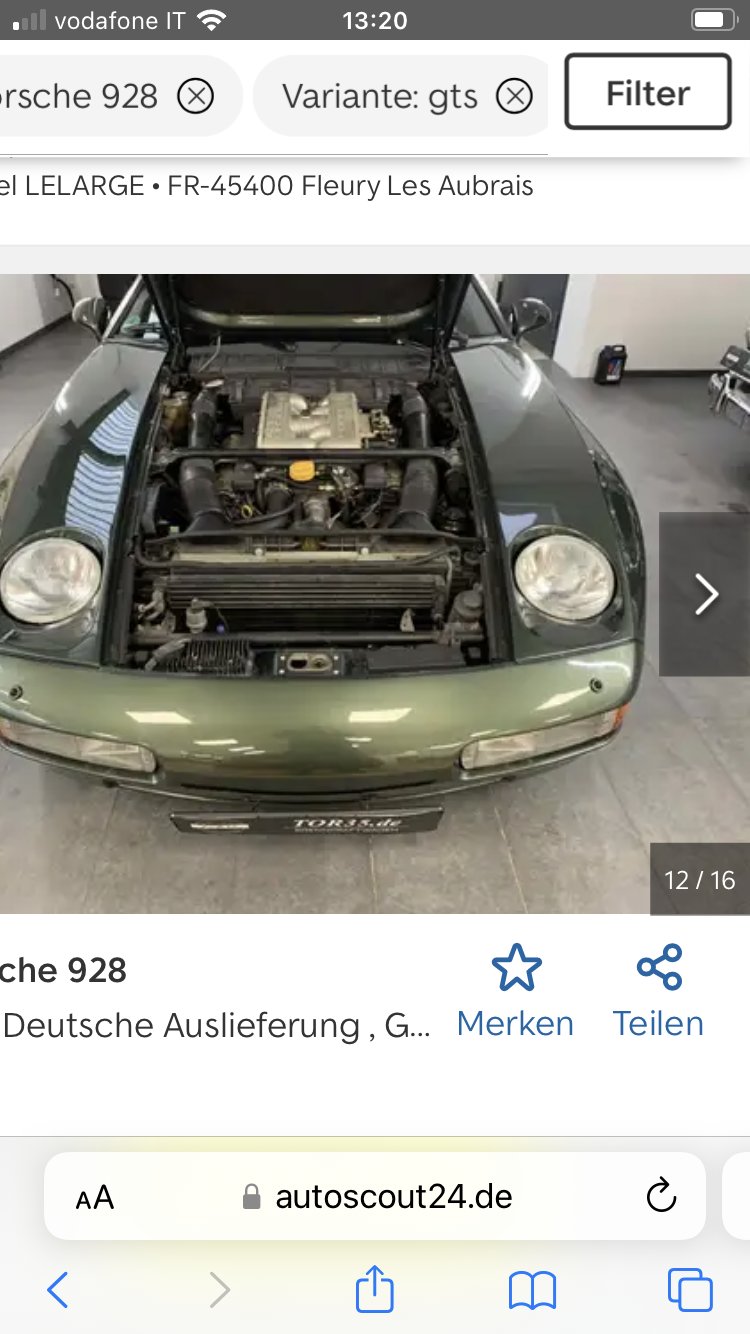 vodafone IT
13:20
orsche 928
Variante: gts
Filter
el LELARGE • FR-45400 Fleury Les Aubrais
TOR35.de
12 / 16
sche 928
Deutsche Auslieferung , G...
Merken
Teilen
AA
autoscout24.de